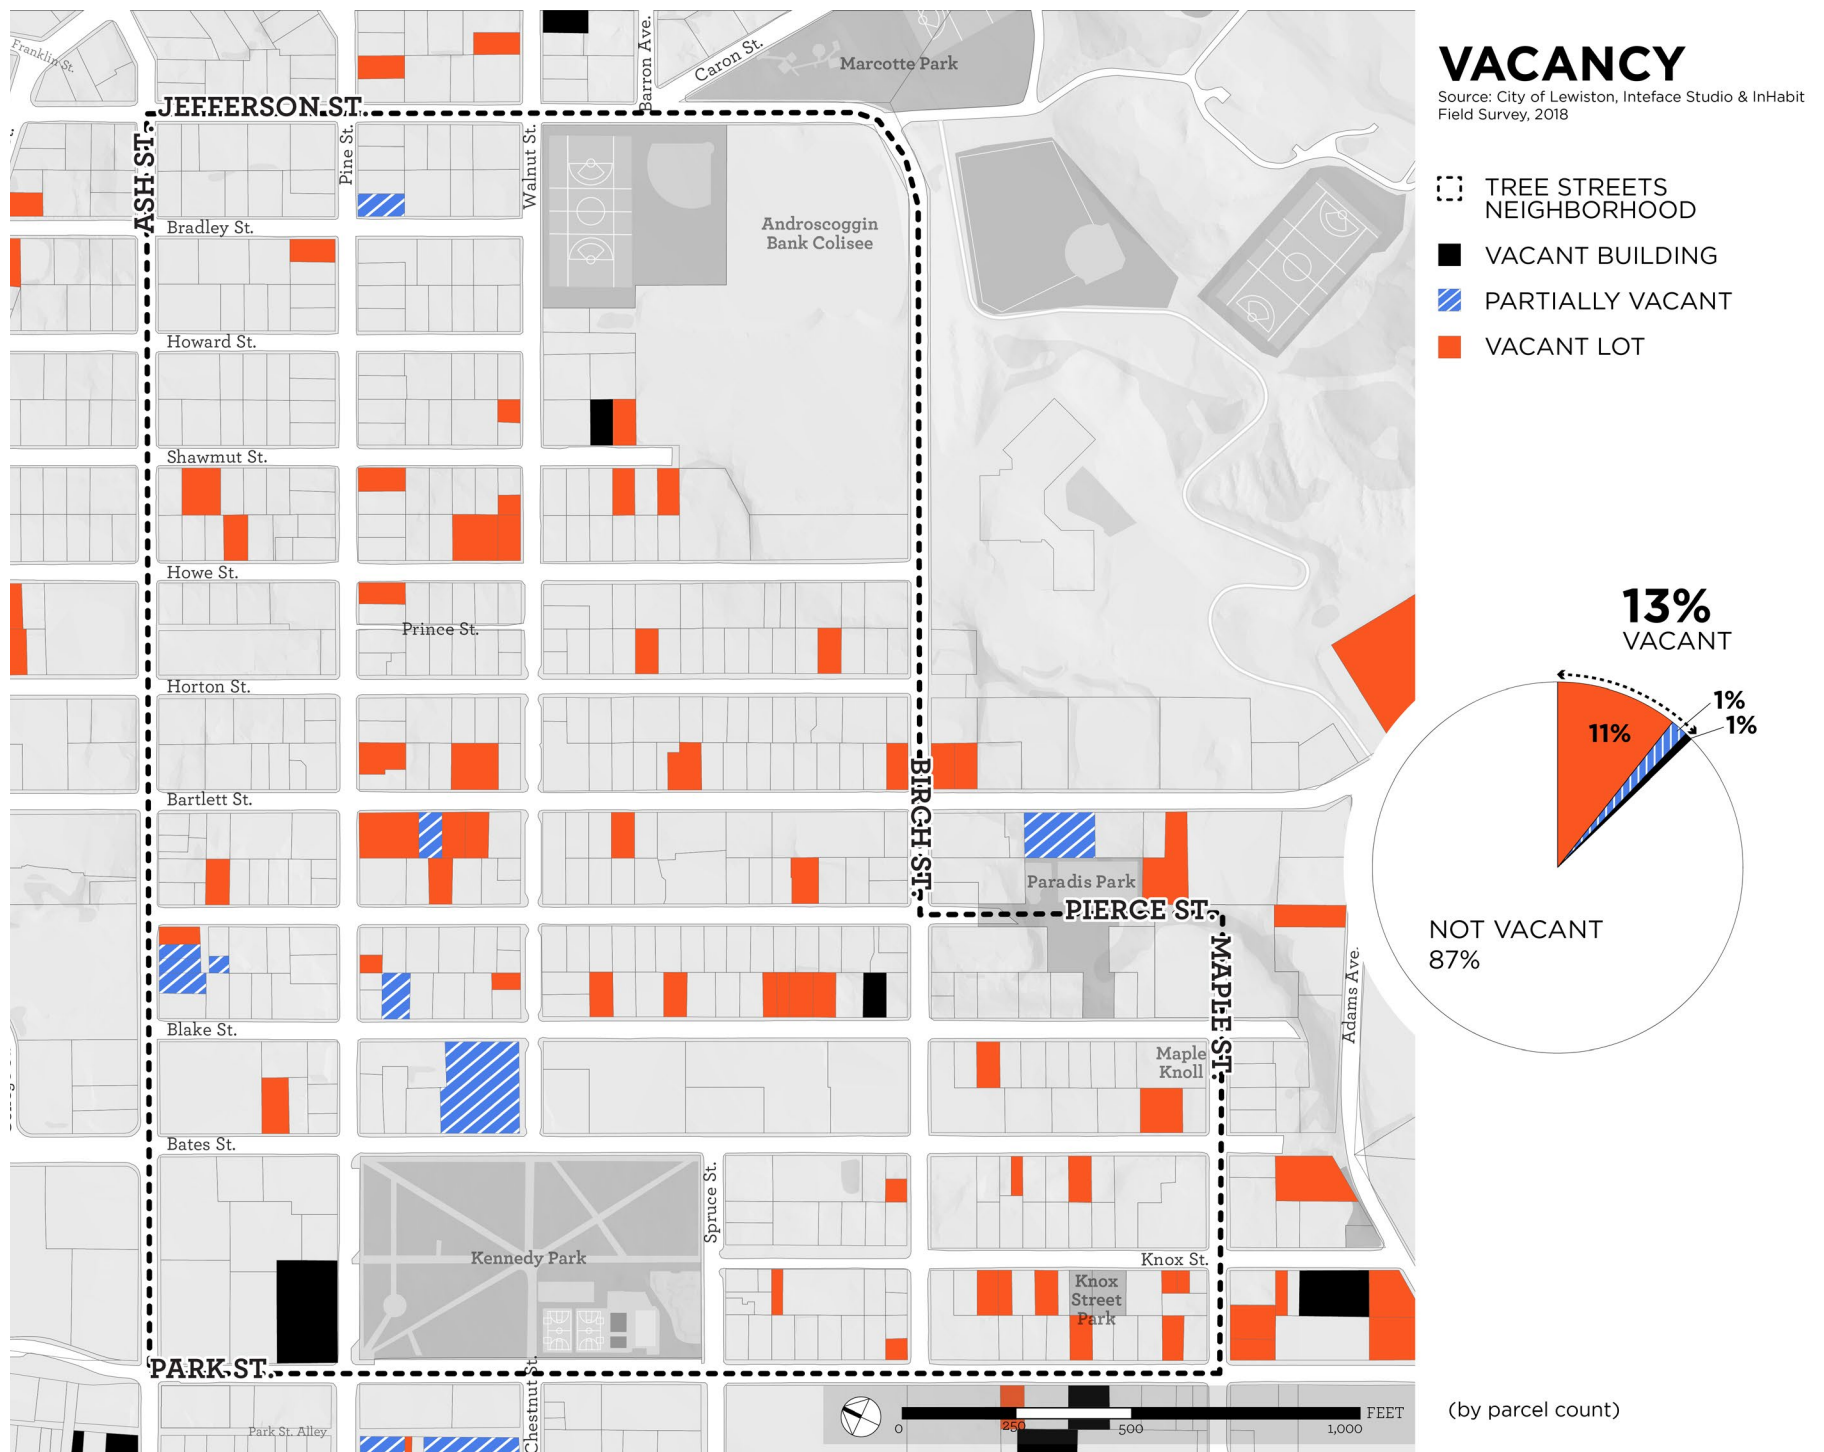 Franklin St.
Barron Ave.
Caron St.
Marcotte Park
JEFFERSON ST.
ASH ST.
Pine St.
Walnut St.
Bradley St.
Androscoggin
Bank Colisee
Howard St.
Shawmut St.
Howe St.
Prince St.
Horton St.
Bartlett St.
BIRCH ST.
Paradis Park
PIERCE ST.
MAPLE ST.
Adams Ave.
Blake St.
Maple
Knoll
Bates St.
Spruce St.
Kennedy Park
Knox St.
Knox
Street
Park
PARK ST.
Chestnut St.
Park St. Alley
0
250
500
1,000
FEET
VACANCY
Source: City of Lewiston, Inteface Studio & InHabit
Field Survey, 2018
TREE STREETS
NEIGHBORHOOD
VACANT BUILDING
PARTIALLY VACANT
VACANT LOT
13%
VACANT
1%
1%
11%
NOT VACANT
87%
(by parcel count)